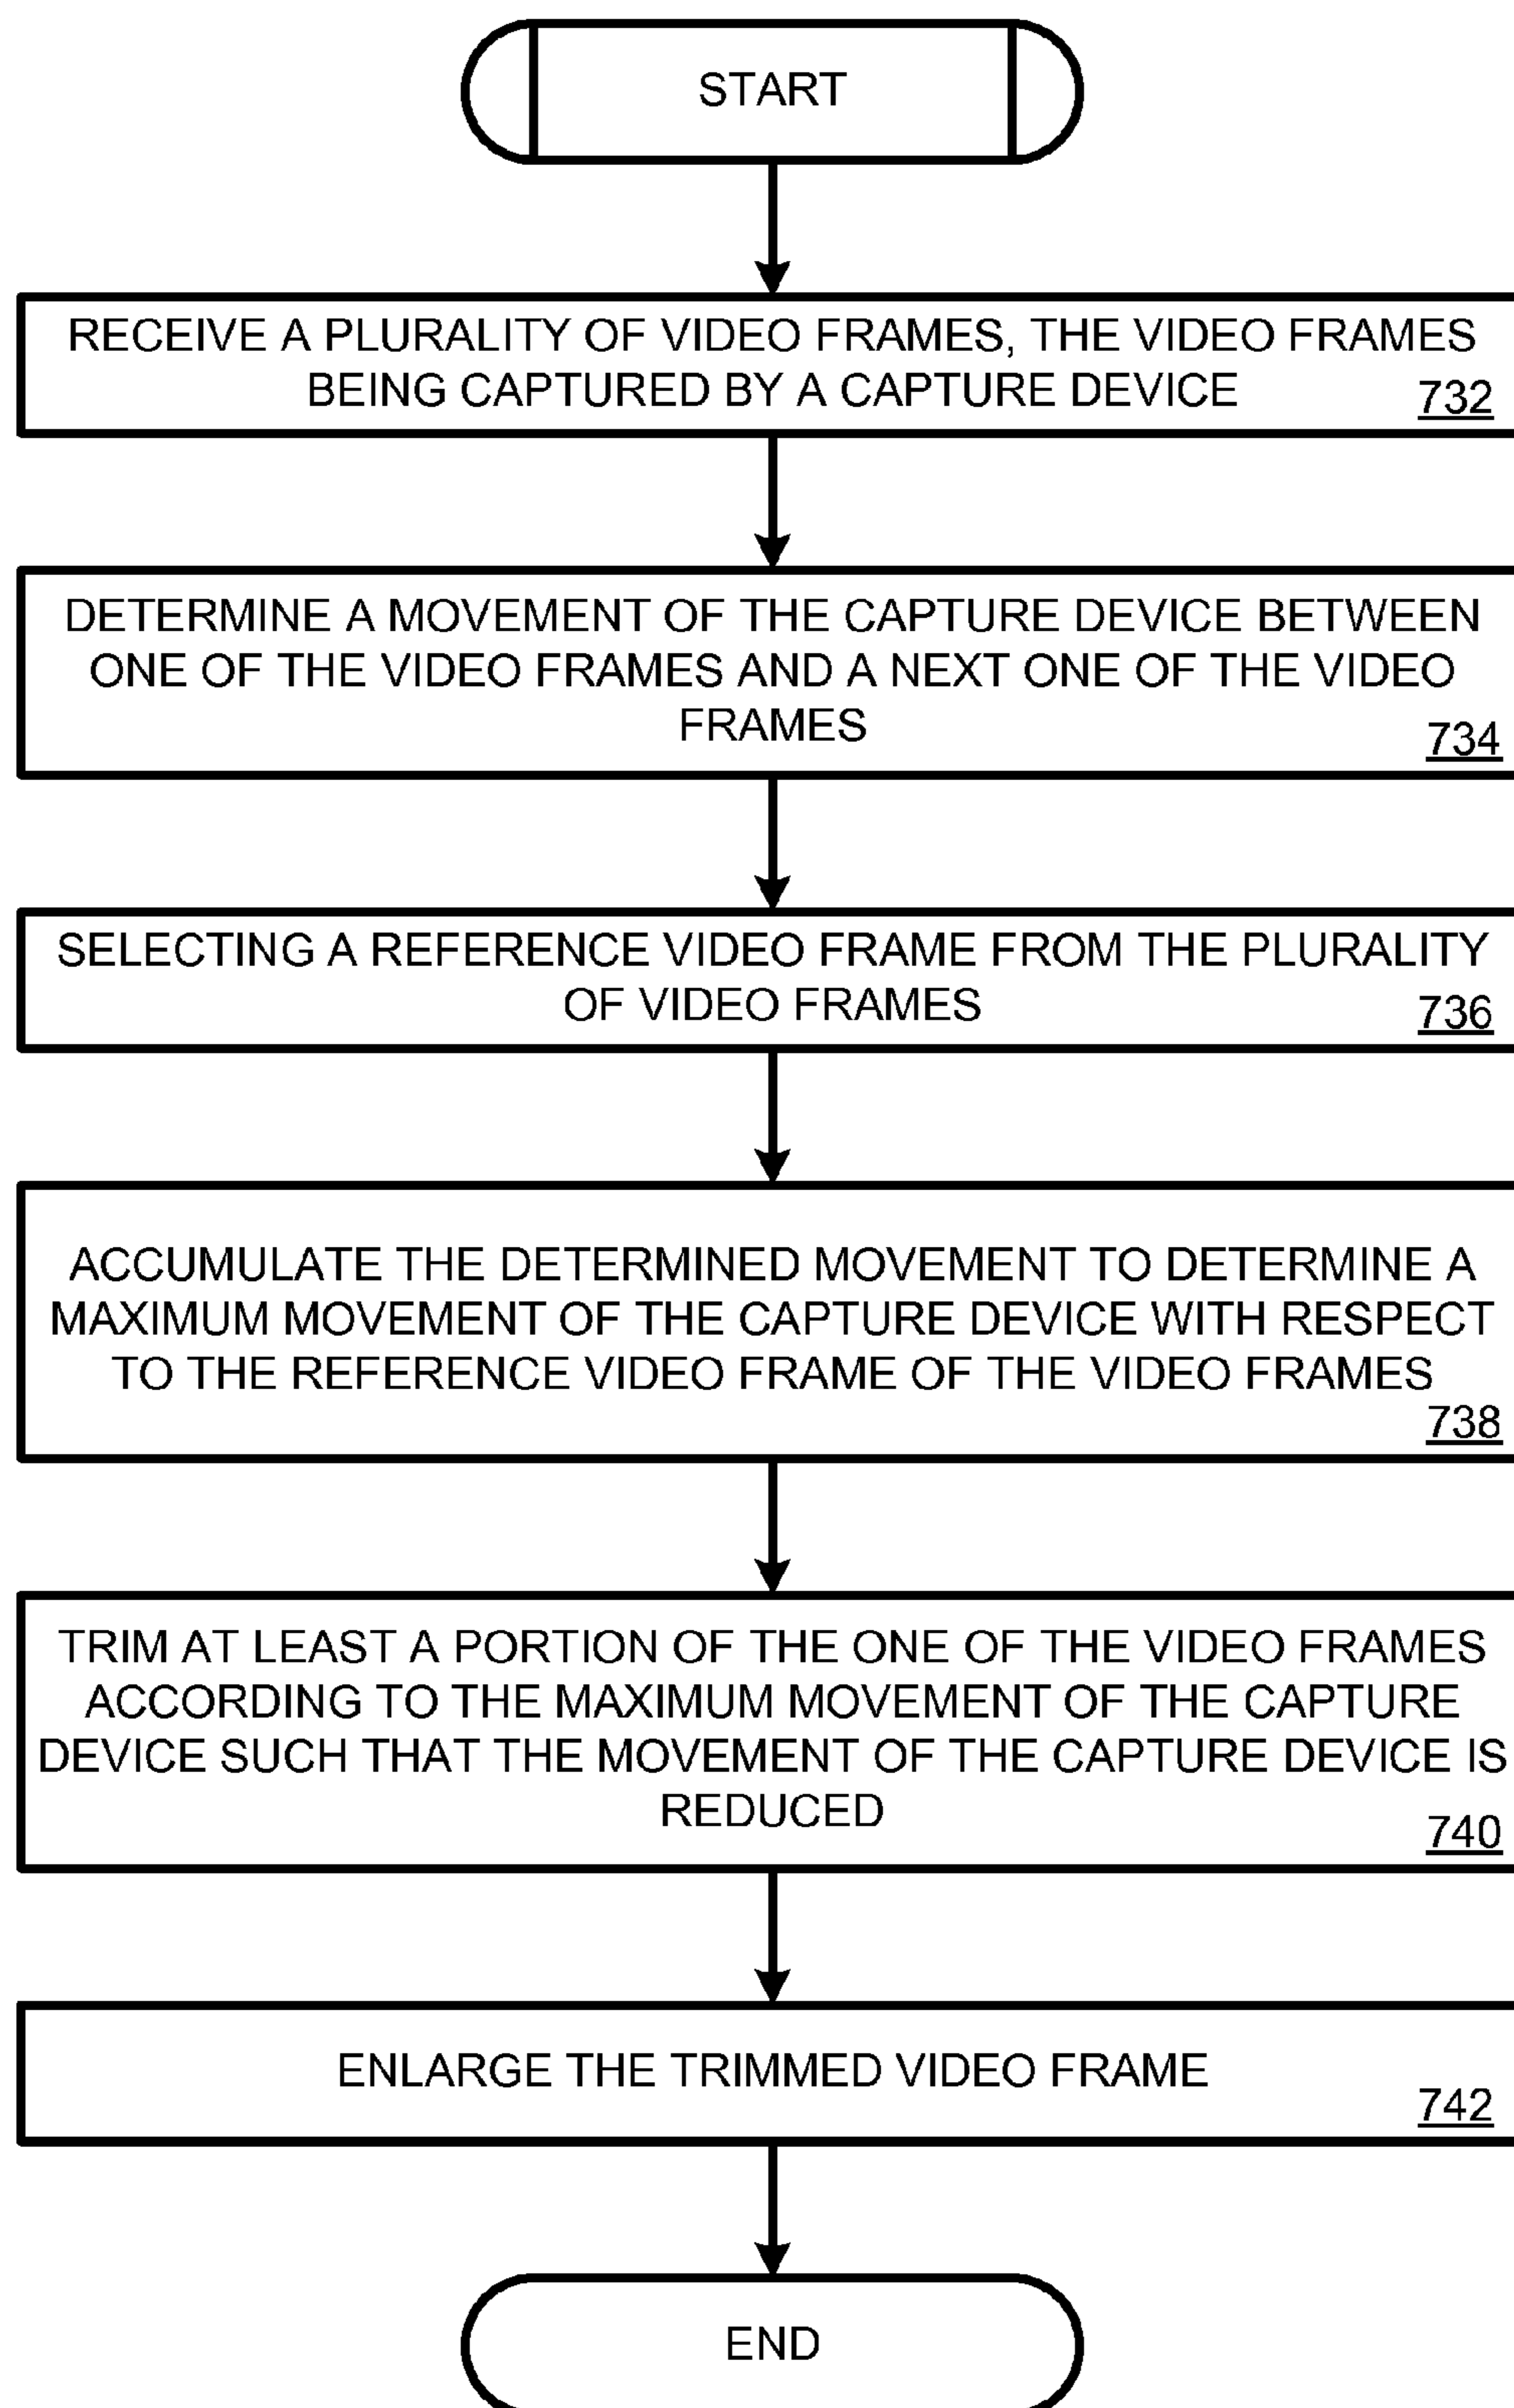 START
RECEIVE A PLURALITY OF VIDEO FRAMES, THE VIDEO FRAMES
BEING CAPTURED BY A CAPTURE DEVICE
732
DETERMINE A MOVEMENT OF THE CAPTURE DEVICE BETWEEN
ONE OF THE VIDEO FRAMES AND A NEXT ONE OF THE VIDEO
FRAMES
734
SELECTING A REFERENCE VIDEO FRAME FROM THE PLURALITY
OF VIDEO FRAMES
736
ACCUMULATE THE DETERMINED MOVEMENT TO DETERMINE A
MAXIMUM MOVEMENT OF THE CAPTURE DEVICE WITH RESPECT
TO THE REFERENCE VIDEO FRAME OF THE VIDEO FRAMES
738
TRIM AT LEAST A PORTION OF THE ONE OF THE VIDEO FRAMES
ACCORDING TO THE MAXIMUM MOVEMENT OF THE CAPTURE
DEVICE SUCH THAT THE MOVEMENT OF THE CAPTURE DEVICE IS
REDUCED
740
ENLARGE THE TRIMMED VIDEO FRAME
742
END